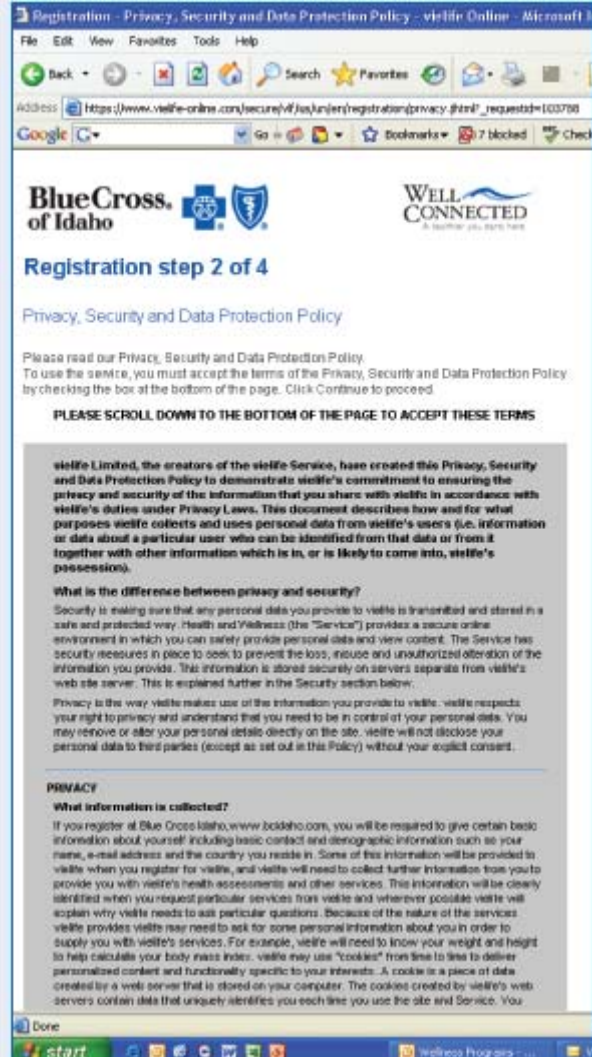 Registration - Privacy, Security and Data Protection Policy - vielife Online - Microsoft I
File Edit View Favorites Tools Help
Back Search Favorites
Address https://www.vielife-online.com/secure/vlf/us/un/en/registration/privacy.jhtml?_requestid=103788
Google G Go Bookmarks 7 blocked Check
BlueCross. of Idaho
WELL CONNECTED
A healthier you starts here
Registration step 2 of 4
Privacy, Security and Data Protection Policy
Please read our Privacy, Security and Data Protection Policy.
To use the service, you must accept the terms of the Privacy, Security and Data Protection Policy
by checking the box at the bottom of the page. Click Continue to proceed.
PLEASE SCROLL DOWN TO THE BOTTOM OF THE PAGE TO ACCEPT THESE TERMS
vielife Limited, the creators of the vielife Service, have created this Privacy, Security
and Data Protection Policy to demonstrate vielife's commitment to ensuring the
privacy and security of the information that you share with vielife in accordance with
vielife's duties under Privacy Laws. This document describes how and for what
purposes vielife collects and uses personal data from vielife's users (i.e. information
or data about a particular user who can be identified from that data or from it
together with other information which is in, or is likely to come into, vielife's
possession).
What is the difference between privacy and security?
Security is making sure that any personal data you provide to vielife is transmitted and stored in a
safe and protected way. Health and Wellness (the "Service") provides a secure online
environment in which you can safely provide personal data and view content. The Service has
security measures in place to seek to prevent the loss, misuse and unauthorized alteration of the
information you provide. This information is stored securely on servers separate from vielife's
web site server. This is explained further in the Security section below.
Privacy is the way vielife makes use of the information you provide to vielife. vielife respects
your right to privacy and understand that you need to be in control of your personal data. You
may remove or alter your personal details directly on the site. vielife will not disclose your
personal data to third parties (except as set out in this Policy) without your explicit consent.
PRIVACY
What information is collected?
If you register at Blue Cross Idaho, www.bcidaho.com, you will be required to give certain basic
information about yourself including basic contact and demographic information such as your
name, e-mail address and the country you reside in. Some of this information will be provided to
vielife when you register for vielife, and vielife will need to collect further information from you to
provide you with vielife's health assessments and other services. This information will be clearly
identified when you request particular services from vielife and wherever possible vielife will
explain why vielife needs to ask particular questions. Because of the nature of the services
vielife provides vielife may need to ask for some personal information about you in order to
supply you with vielife's services. For example, vielife will need to know your weight and height
to help calculate your body mass index. vielife may use "cookies" from time to time to deliver
personalized content and functionality specific to your interests. A cookie is a piece of data
created by a web server that is stored on your computer. The cookies created by vielife's web
servers contain data that uniquely identifies you each time you use the site and Service. You
Done
start Wellness Programs -